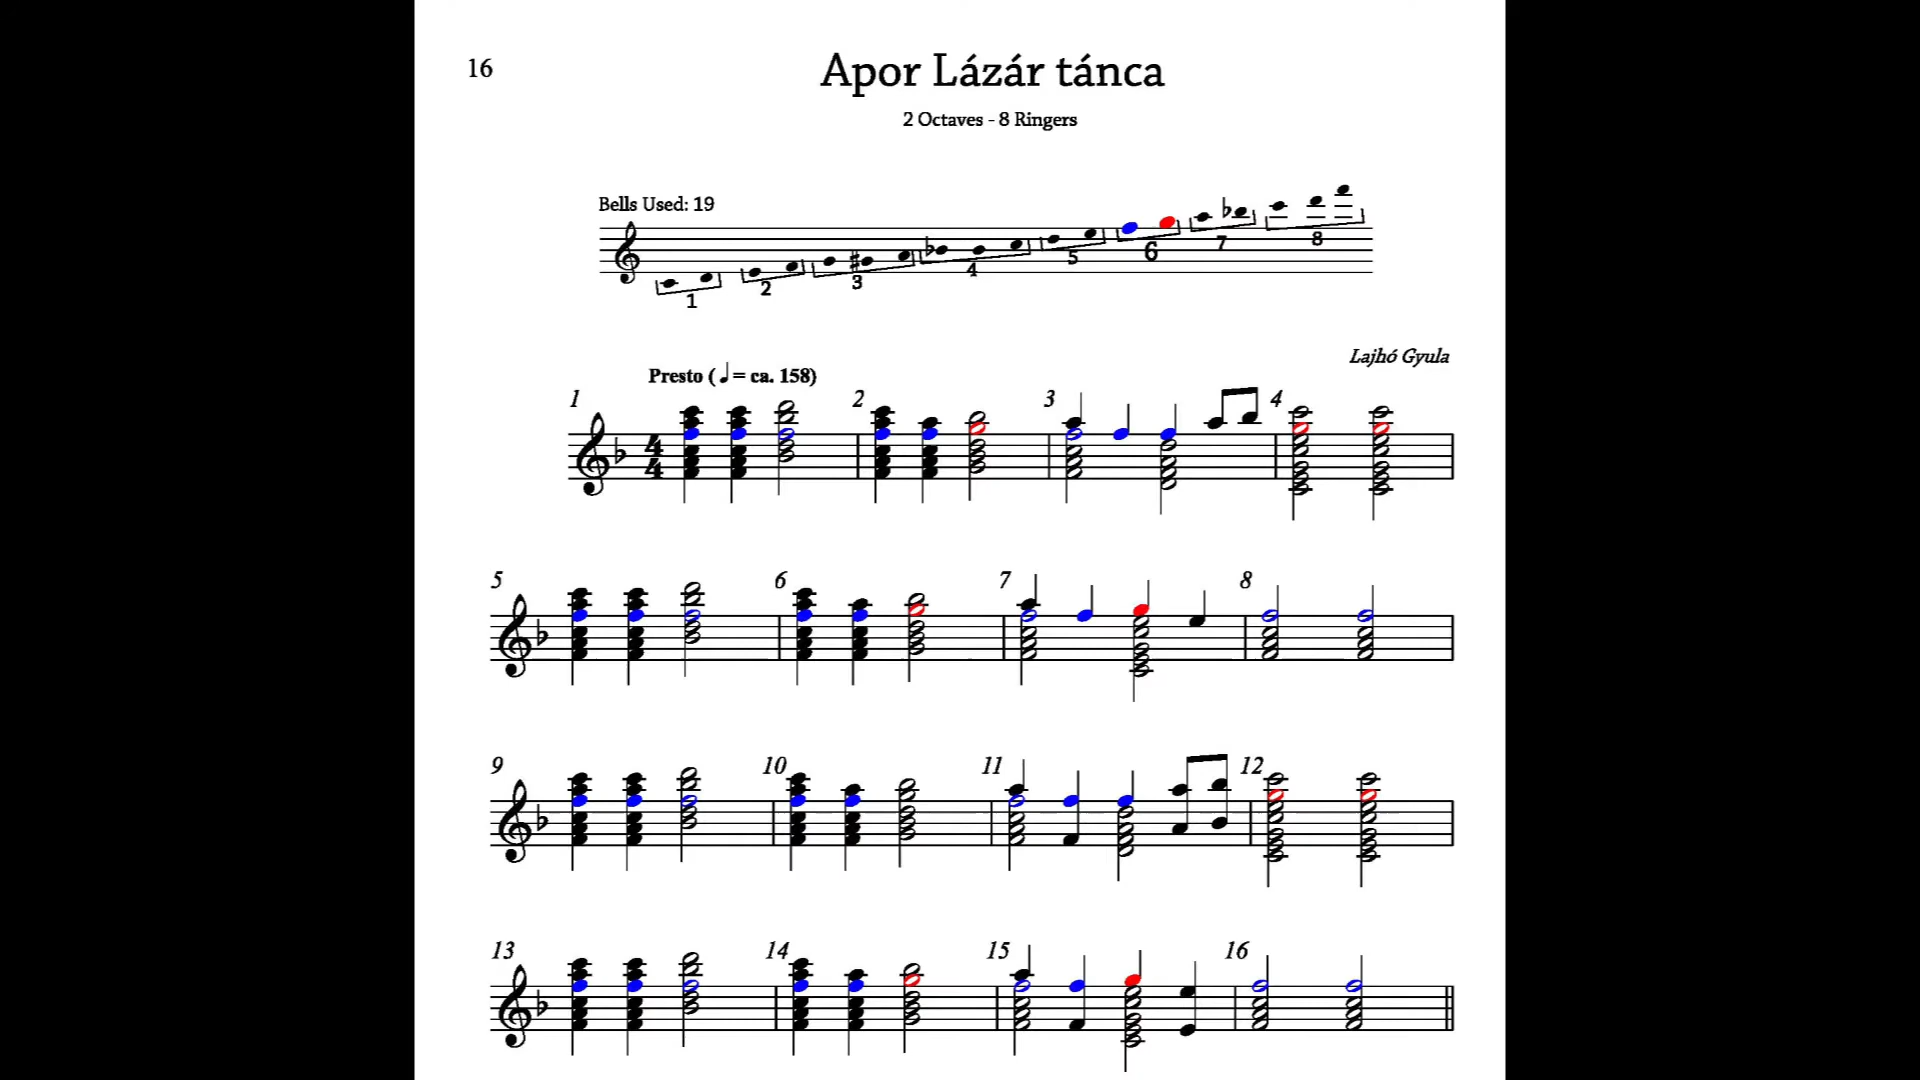 16
Apor Lázár tánca
2 Octaves - 8 Ringers
Bells Used: 19
1 2 3 4 5 6 7 8
Lajhó Gyula
Presto ( ♩ = ca. 158)
1 2 3 4
4
4
5 6 7 8
9 10 11 12
13 14 15 16